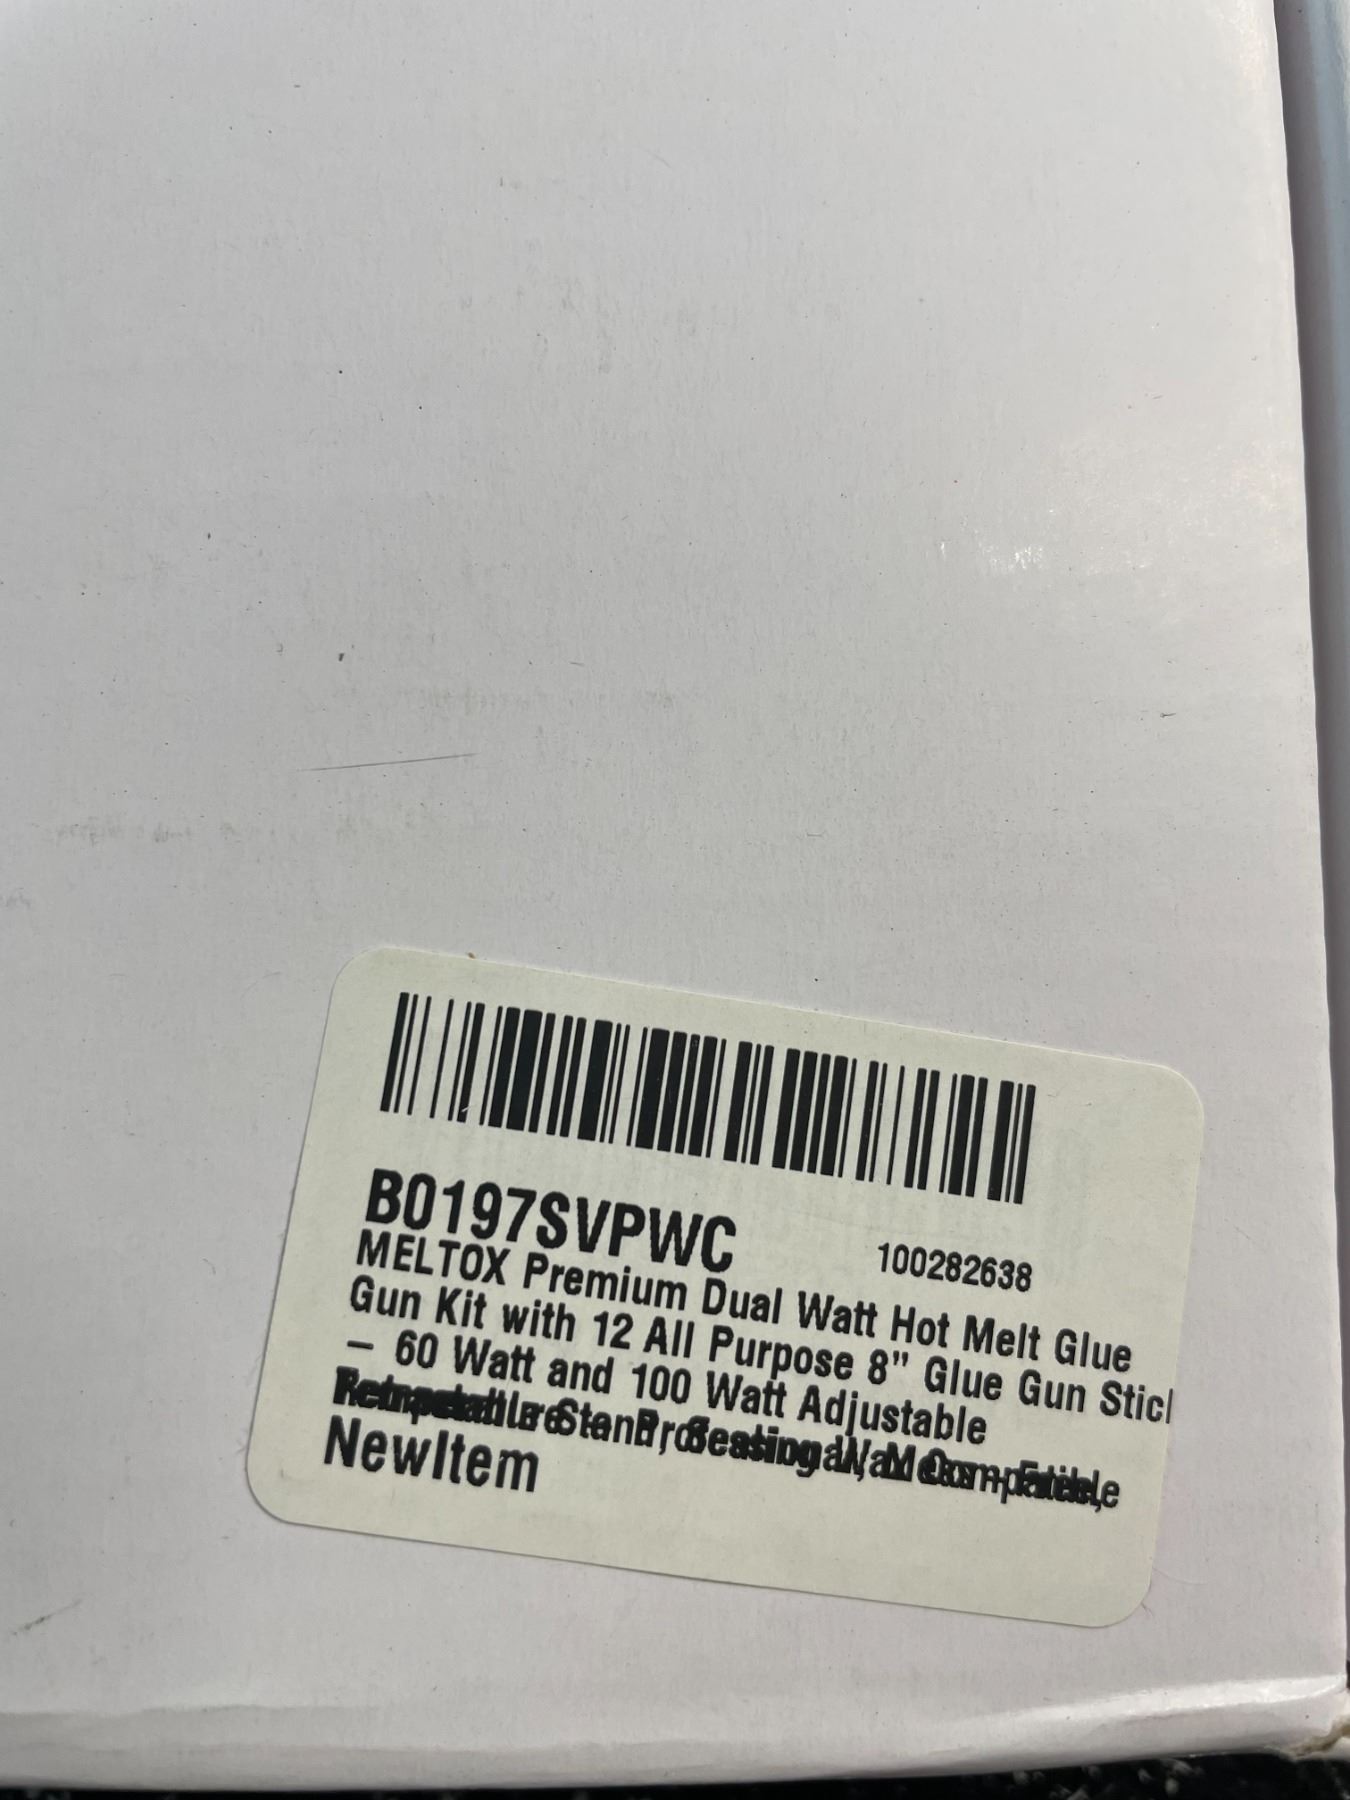 B0197SVPWC
100282638
MELTOX Premium Dual Watt Hot Melt Glue
Gun Kit with 12 All Purpose 8" Glue Gun Stic
– 60 Watt and 100 Watt Adjustable
NewItem